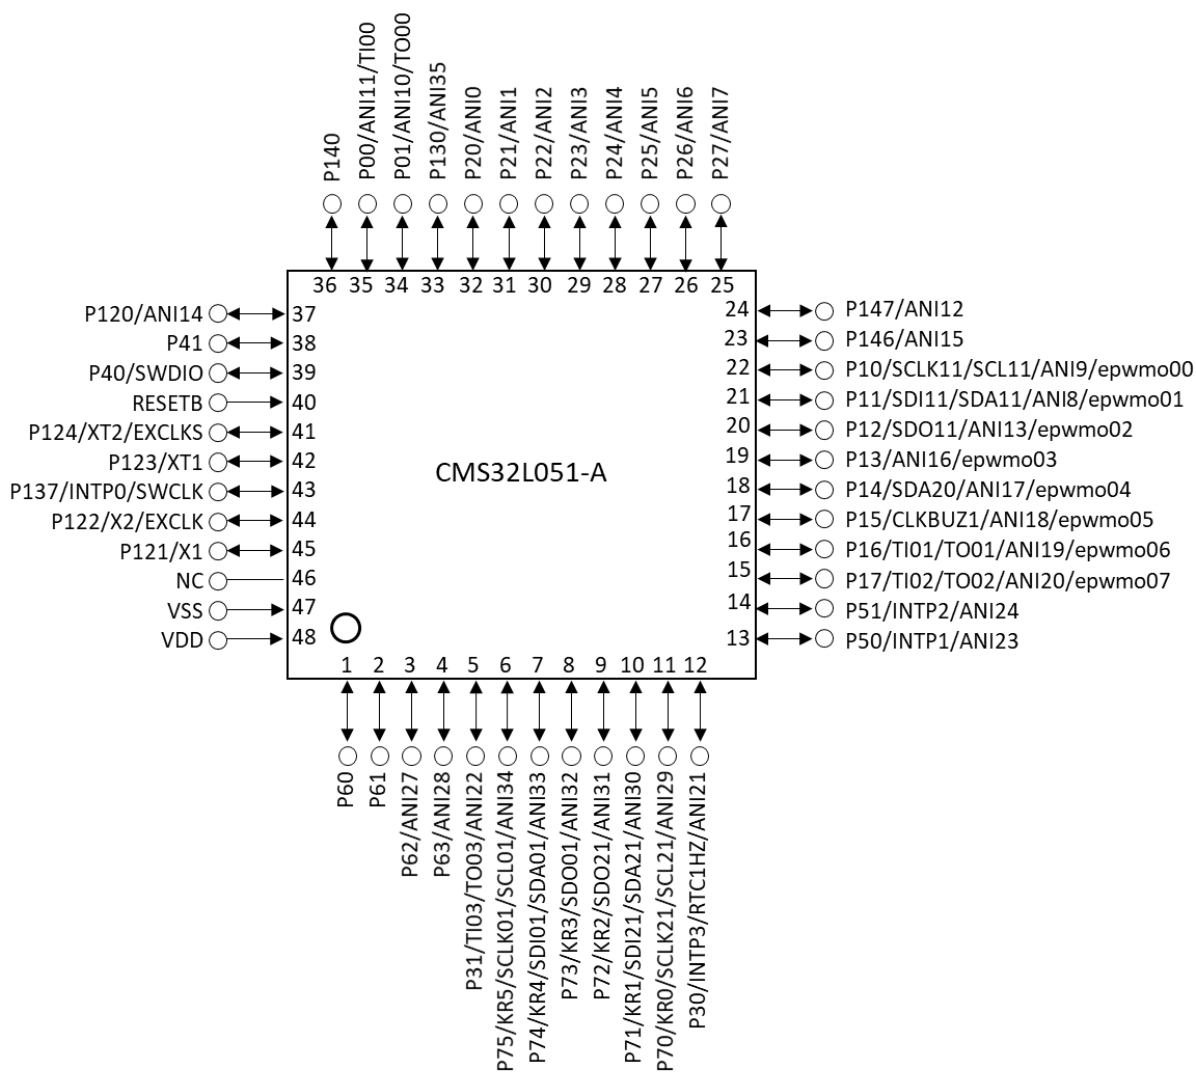 P140
P00/ANI11/TI00
P01/ANI10/TO00
P130/ANI35
P20/ANI0
P21/ANI1
P22/ANI2
P23/ANI3
P24/ANI4
P25/ANI5
P26/ANI6
P27/ANI7
36 35 34 33 32 31 30 29 28 27 26 25
P120/ANI14 37
P41 38
P40/SWDIO 39
RESETB 40
P124/XT2/EXCLKS 41
P123/XT1 42
P137/INTP0/SWCLK 43
P122/X2/EXCLK 44
P121/X1 45
NC 46
VSS 47
VDD 48
CMS32L051-A
24 P147/ANI12
23 P146/ANI15
22 P10/SCLK11/SCL11/ANI9/epwmo00
21 P11/SDI11/SDA11/ANI8/epwmo01
20 P12/SDO11/ANI13/epwmo02
19 P13/ANI16/epwmo03
18 P14/SDA20/ANI17/epwmo04
17 P15/CLKBUZ1/ANI18/epwmo05
16 P16/TI01/TO01/ANI19/epwmo06
15 P17/TI02/TO02/ANI20/epwmo07
14 P51/INTP2/ANI24
13 P50/INTP1/ANI23
1 2 3 4 5 6 7 8 9 10 11 12
P60
P61
P62/ANI27
P63/ANI28
P31/TI03/TO03/ANI22
P75/KR5/SCLK01/SCL01/ANI34
P74/KR4/SDI01/SDA01/ANI33
P73/KR3/SDO01/ANI32
P72/KR2/SDO21/ANI31
P71/KR1/SDI21/SDA21/ANI30
P70/KR0/SCLK21/SCL21/ANI29
P30/INTP3/RTC1HZ/ANI21